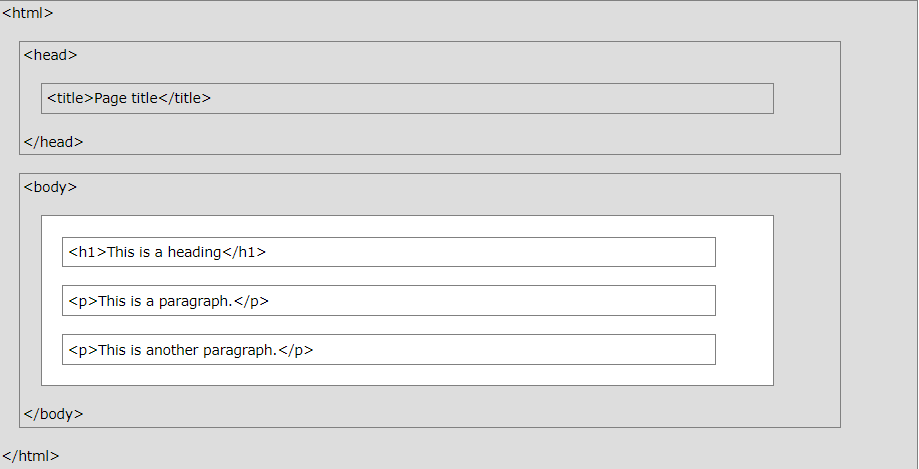 <html>
<head>
<title>Page title</title>
</head>
<body>
<h1>This is a heading</h1>
<p>This is a paragraph.</p>
<p>This is another paragraph.</p>
</body>
</html>